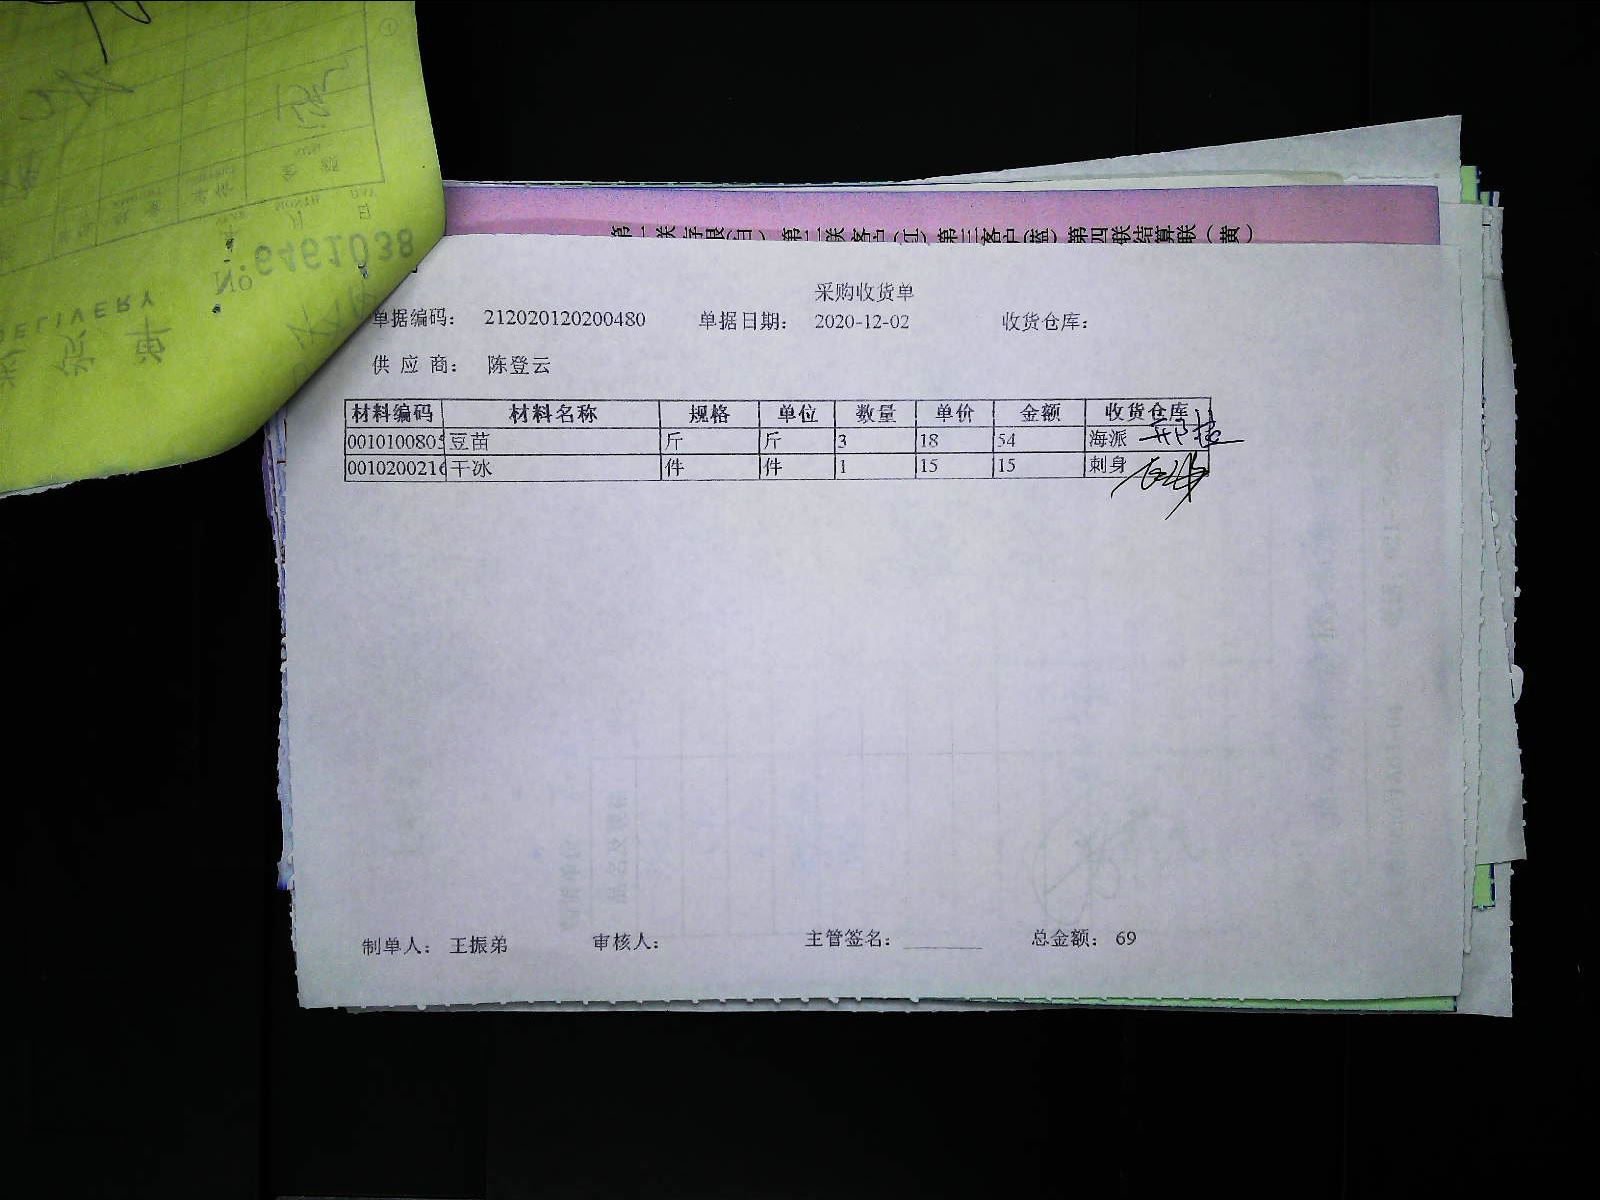 No 6461038
DELIVERY
第一联存根(白) 第二联客户(红) 第三客户(蓝) 第四联结算联(黄)
采购收货单
单据编码: 212020120200480 单据日期: 2020-12-02 收货仓库:
供 应 商: 陈登云
材料编码 材料名称 规格 单位 数量 单价 金额 收货仓库
0010100805 豆苗 斤 斤 3 18 54 海派
0010200216 干冰 件 件 1 15 15 刺身
制单人: 王振弟 审核人: 主管签名: 总金额: 69